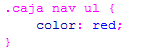 .caja nav ul {
    color: red;
}